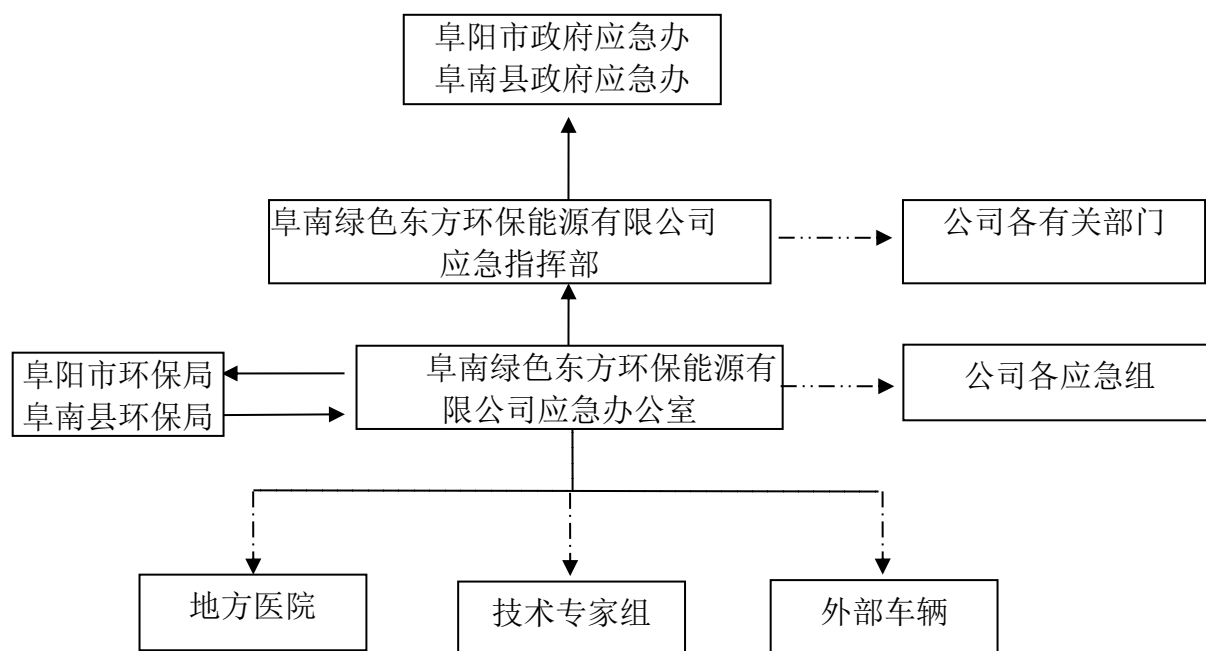 阜阳市政府应急办
阜南县政府应急办
阜南绿色东方环保能源有限公司
应急指挥部
公司各有关部门
阜阳市环保局
阜南县环保局
阜南绿色东方环保能源有
限公司应急办公室
公司各应急组
地方医院
技术专家组
外部车辆